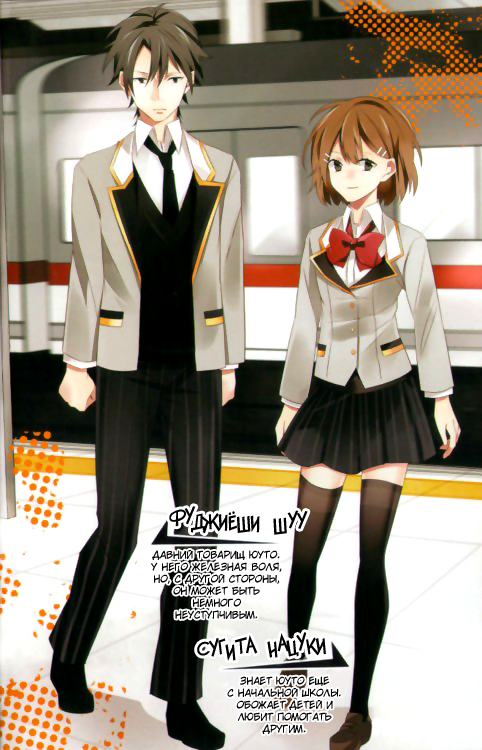 ФУДЖИЁШИ ШУУ
ДАВНИЙ ТОВАРИЩ ЮУТО.
У НЕГО ЖЕЛЕЗНАЯ ВОЛЯ,
НО, С ДРУГОЙ СТОРОНЫ,
ОН МОЖЕТ БЫТЬ
НЕМНОГО
НЕУСТУПЧИВЫМ.
СУГИТА НАЦУКИ
ЗНАЕТ ЮУТО ЕЩЕ
С НАЧАЛЬНОЙ ШКОЛЫ.
ОБОЖАЕТ ДЕТЕЙ И
ЛЮБИТ ПОМОГАТЬ
ДРУГИМ.